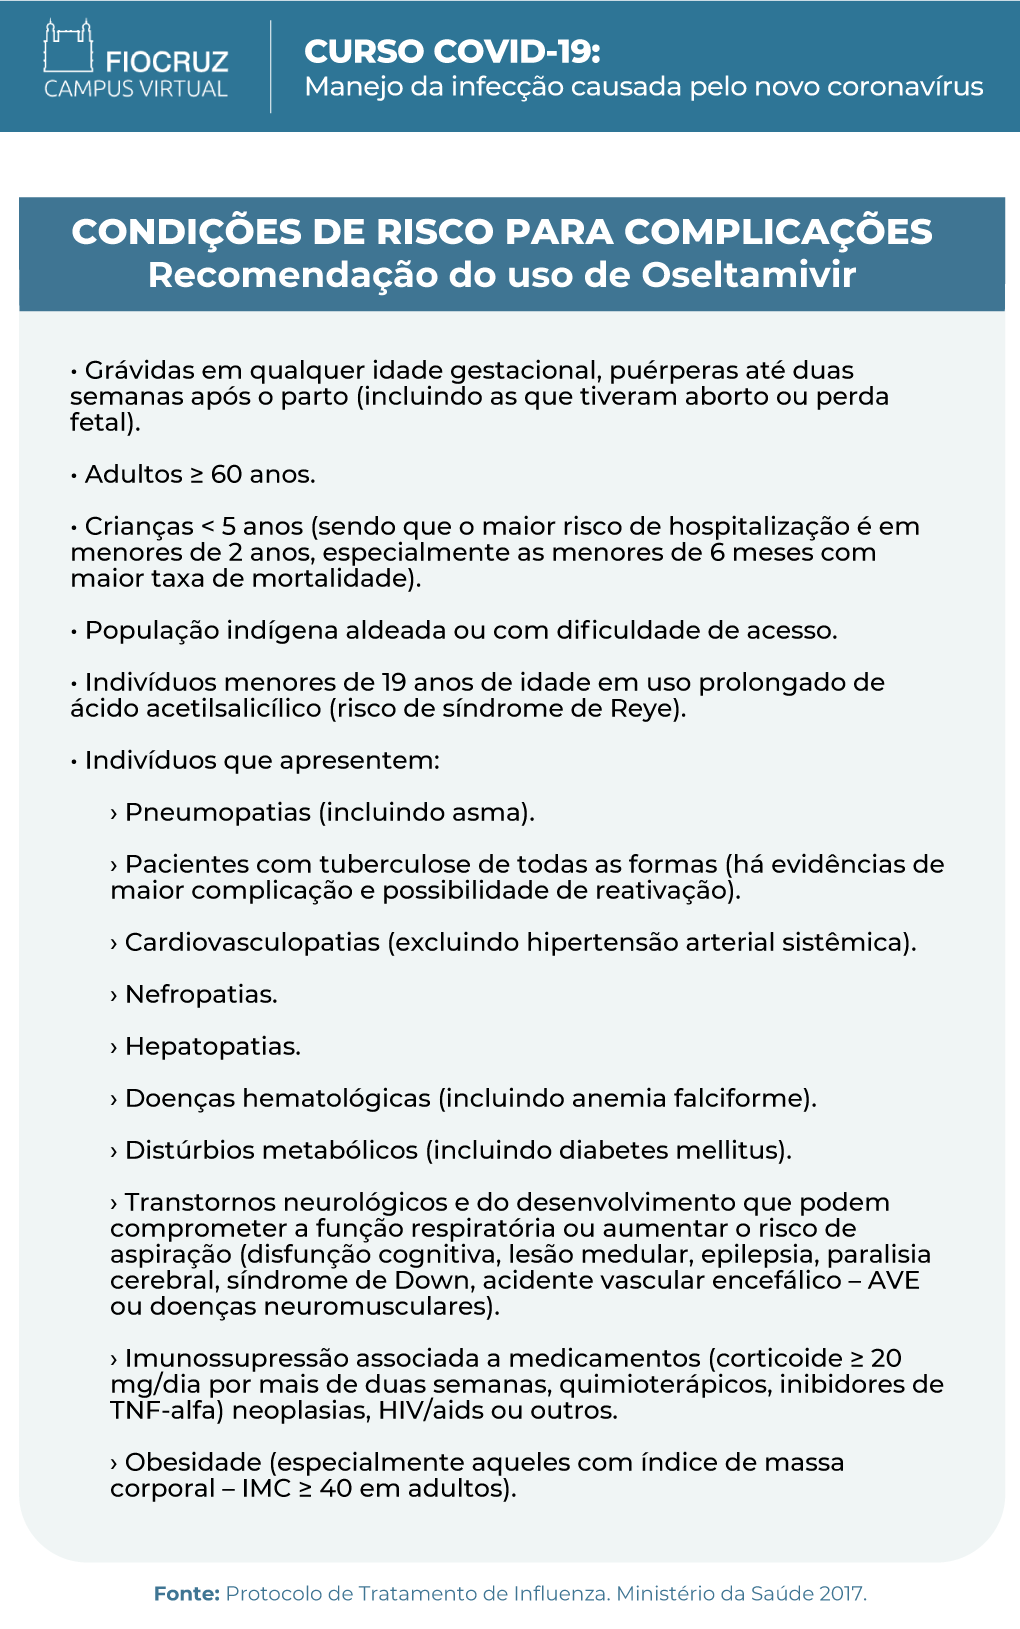 FIOCRUZ
CAMPUS VIRTUAL
CURSO COVID-19:
Manejo da infecção causada pelo novo coronavírus
CONDIÇÕES DE RISCO PARA COMPLICAÇÕES
Recomendação do uso de Oseltamivir
• Grávidas em qualquer idade gestacional, puérperas até duas
semanas após o parto (incluindo as que tiveram aborto ou perda
fetal).
• Adultos ≥ 60 anos.
• Crianças < 5 anos (sendo que o maior risco de hospitalização é em
menores de 2 anos, especialmente as menores de 6 meses com
maior taxa de mortalidade).
• População indígena aldeada ou com dificuldade de acesso.
• Indivíduos menores de 19 anos de idade em uso prolongado de
ácido acetilsalicílico (risco de síndrome de Reye).
• Indivíduos que apresentem:
› Pneumopatias (incluindo asma).
› Pacientes com tuberculose de todas as formas (há evidências de
maior complicação e possibilidade de reativação).
› Cardiovasculopatias (excluindo hipertensão arterial sistêmica).
› Nefropatias.
› Hepatopatias.
› Doenças hematológicas (incluindo anemia falciforme).
› Distúrbios metabólicos (incluindo diabetes mellitus).
› Transtornos neurológicos e do desenvolvimento que podem
comprometer a função respiratória ou aumentar o risco de
aspiração (disfunção cognitiva, lesão medular, epilepsia, paralisia
cerebral, síndrome de Down, acidente vascular encefálico – AVE
ou doenças neuromusculares).
› Imunossupressão associada a medicamentos (corticoide ≥ 20
mg/dia por mais de duas semanas, quimioterápicos, inibidores de
TNF-alfa) neoplasias, HIV/aids ou outros.
› Obesidade (especialmente aqueles com índice de massa
corporal – IMC ≥ 40 em adultos).
Fonte: Protocolo de Tratamento de Influenza. Ministério da Saúde 2017.